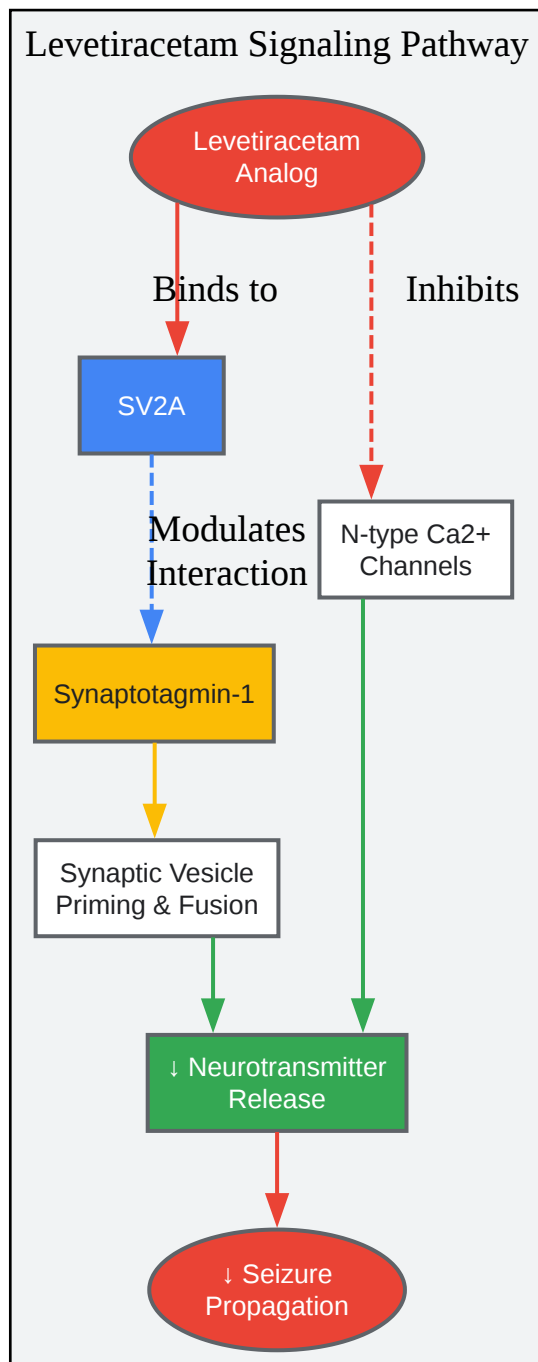 Levetiracetam Signaling Pathway
Levetiracetam
Analog
Binds to
Inhibits
SV2A
Modulates
Interaction
N-type Ca2+
Channels
Synaptotagmin-1
Synaptic Vesicle
Priming & Fusion
↓ Neurotransmitter
Release
↓ Seizure
Propagation